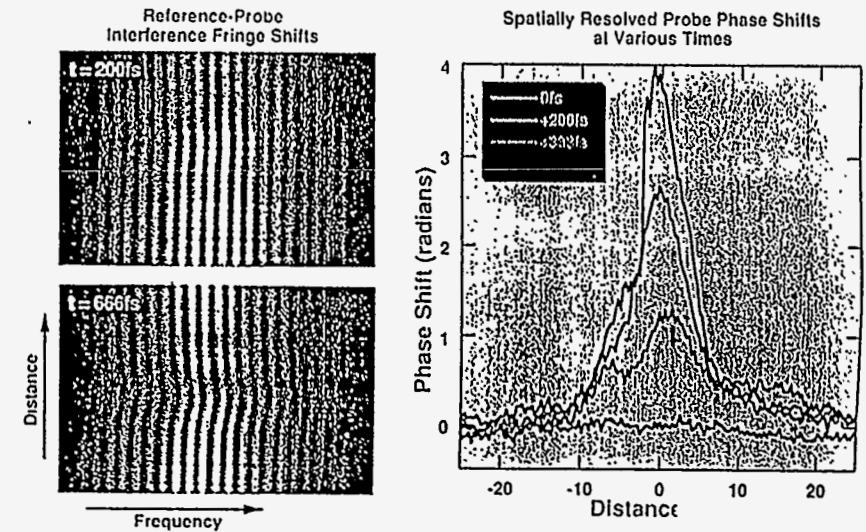 Reference-Probe
Interference Fringe Shifts
t=200fs
t=666fs
Distance
Frequency
Spatially Resolved Probe Phase Shifts
at Various Times
4
3
2
1
0
Phase Shift (radians)
0fs
+200fs
-20
-10
0
10
20
Distance